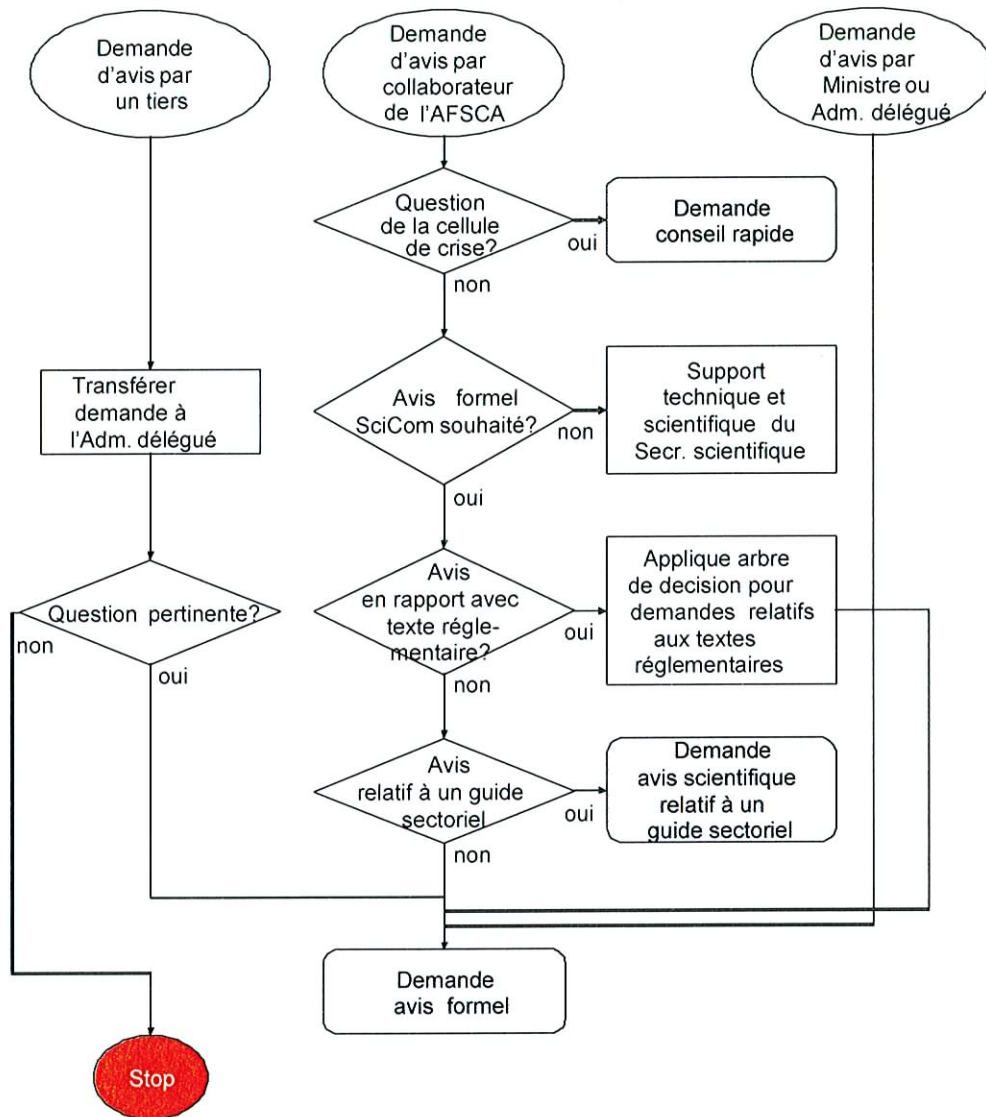 Demande
d'avis par
un tiers
Demande
d'avis par
collaborateur
de l'AFSCA
Demande
d'avis par
Ministre ou
Adm. délégué
Question
de la cellule
de crise?
oui
non
Demande
conseil rapide
Transférer
demande à
l'Adm. délégué
Avis formel
SciCom souhaité?
non
oui
Support
technique et
scientifique du
Secr. scientifique
Question pertinente?
non
oui
Avis
en rapport avec
texte régle-
mentaire?
oui
non
Applique arbre
de decision pour
demandes relatifs
aux textes
réglementaires
Avis
relatif à un guide
sectoriel
oui
non
Demande
avis scientifique
relatif à un
guide sectoriel
Demande
avis formel
Stop